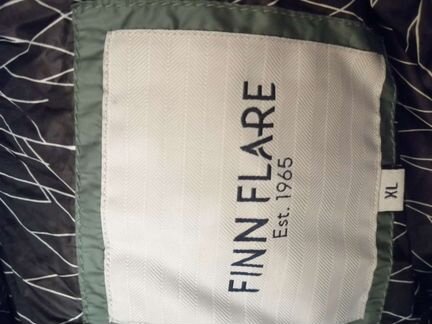 FINN FLARE
Est. 1965
XL